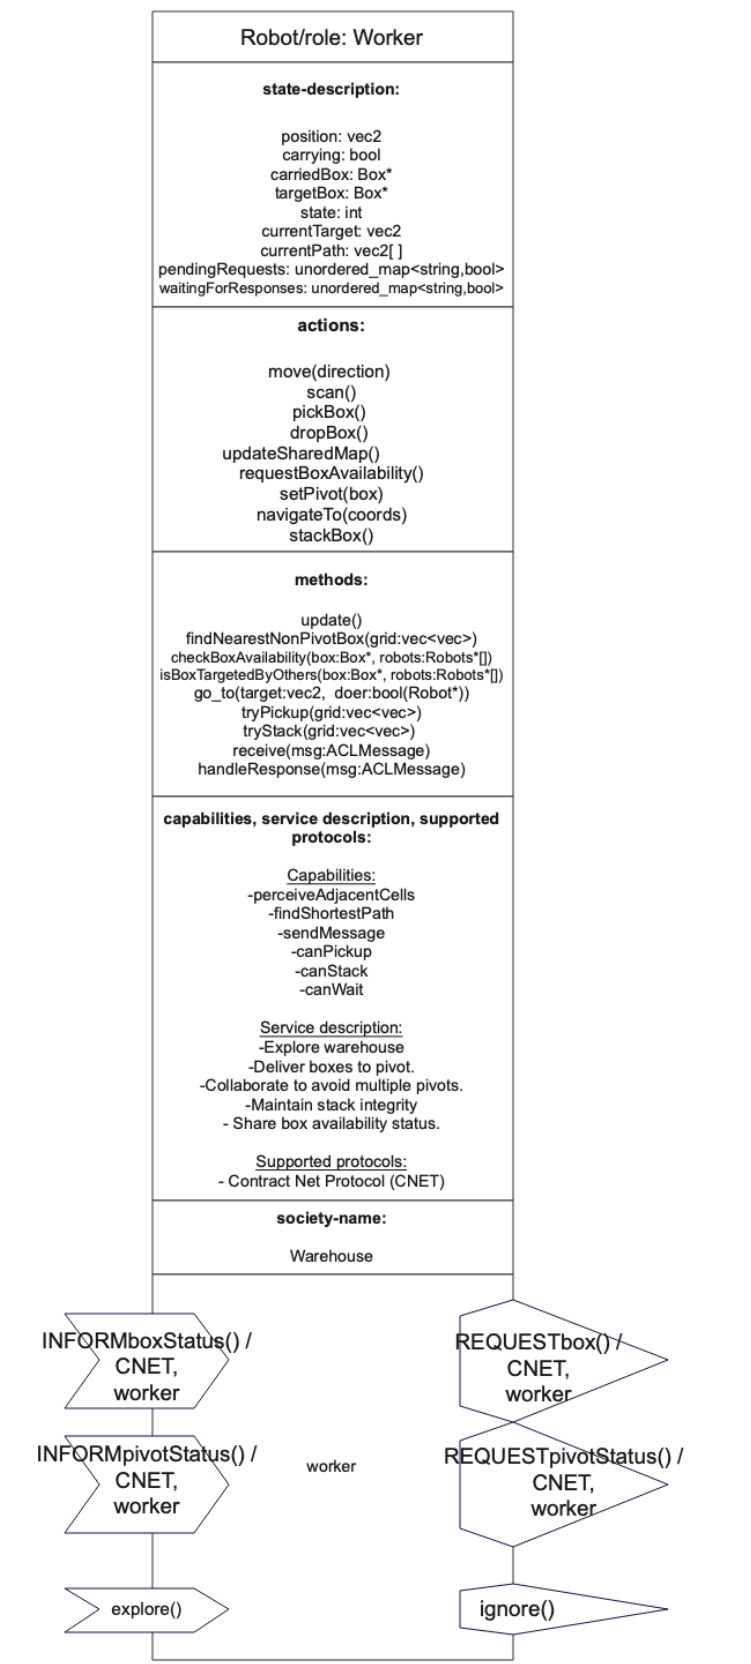 Robot/role: Worker
state-description:
position: vec2
carrying: bool
carriedBox: Box*
targetBox: Box*
state: int
currentTarget: vec2
currentPath: vec2[ ]
pendingRequests: unordered_map<string,bool>
waitingForResponses: unordered_map<string,bool>
actions:
move(direction)
scan()
pickBox()
dropBox()
updateSharedMap()
requestBoxAvailability()
setPivot(box)
navigateTo(coords)
stackBox()
methods:
update()
findNearestNonPivotBox(grid:vec<vec>)
checkBoxAvailability(box:Box*, robots:Robots*[])
isBoxTargetedByOthers(box:Box*, robots:Robots*[])
go_to(target:vec2, doer:bool(Robot*))
tryPickup(grid:vec<vec>)
tryStack(grid:vec<vec>)
receive(msg:ACLMessage)
handleResponse(msg:ACLMessage)
capabilities, service description, supported
protocols:
Capabilities:
-perceiveAdjacentCells
-findShortestPath
-sendMessage
-canPickup
-canStack
-canWait
Service description:
-Explore warehouse
-Deliver boxes to pivot.
-Collaborate to avoid multiple pivots.
-Maintain stack integrity
- Share box availability status.
Supported protocols:
- Contract Net Protocol (CNET)
society-name:
Warehouse
INFORMboxStatus() /
CNET,
worker
REQUESTbox() /
CNET,
worker
INFORMpivotStatus() /
CNET,
worker
worker
REQUESTpivotStatus() /
CNET,
worker
explore()
ignore()